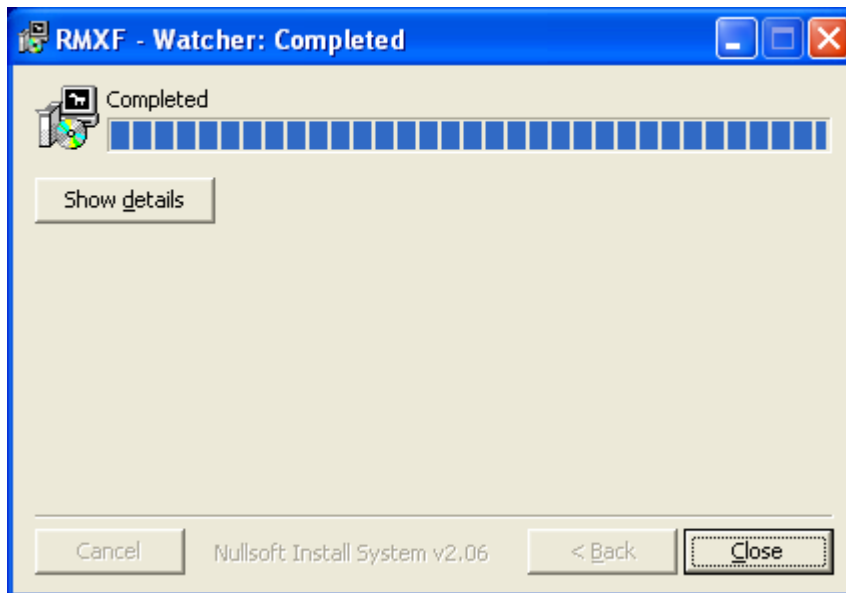 RMXF - Watcher: Completed
Completed
Show details
Cancel
Nullsoft Install System v2.06
< Back
Close